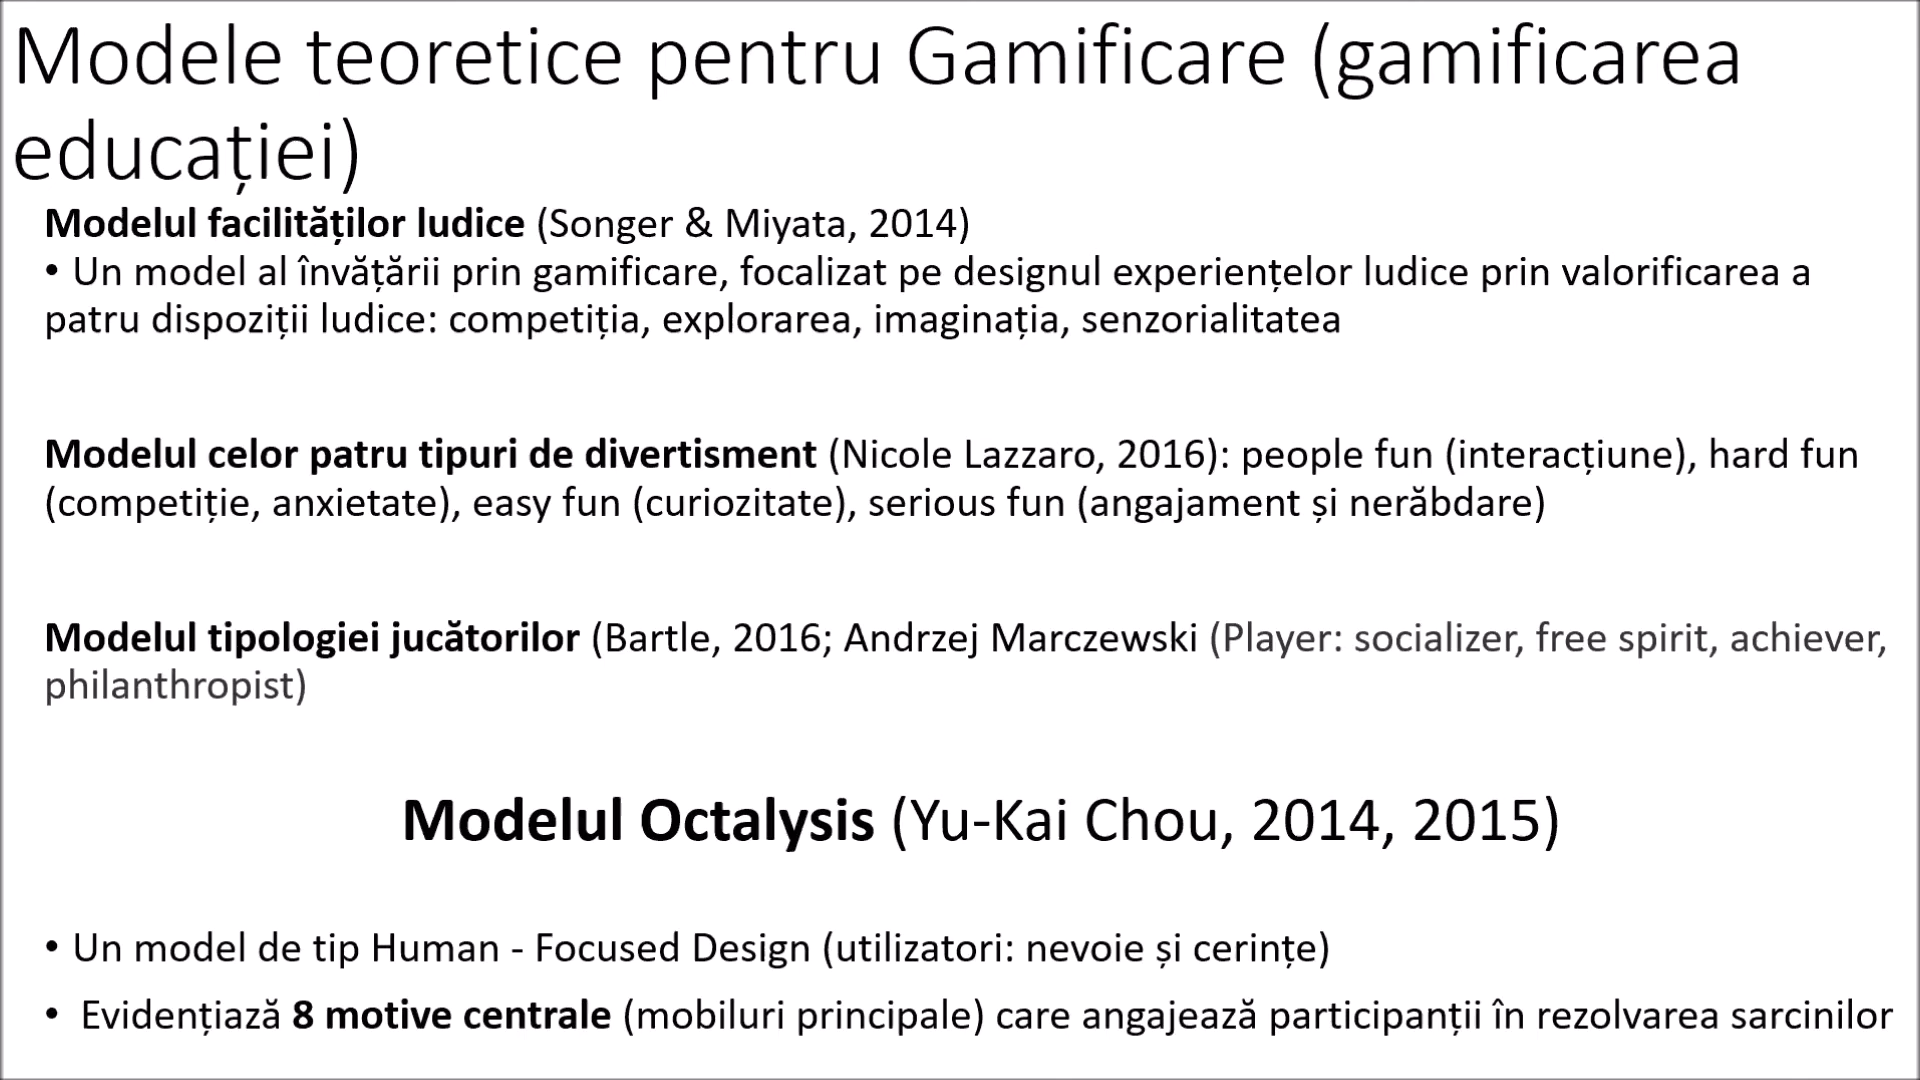 Modele teoretice pentru Gamificare (gamificarea
educației)
Modelul facilităților ludice (Songer & Miyata, 2014)
• Un model al învățării prin gamificare, focalizat pe designul experiențelor ludice prin valorificarea a
patru dispoziții ludice: competiția, explorarea, imaginația, senzorialitatea
Modelul celor patru tipuri de divertisment (Nicole Lazzaro, 2016): people fun (interacțiune), hard fun
(competiție, anxietate), easy fun (curiozitate), serious fun (angajament și nerăbdare)
Modelul tipologiei jucătorilor (Bartle, 2016; Andrzej Marczewski (Player: socializer, free spirit, achiever,
philanthropist)
Modelul Octalysis (Yu-Kai Chou, 2014, 2015)
• Un model de tip Human - Focused Design (utilizatori: nevoie și cerințe)
• Evidențiază 8 motive centrale (mobiluri principale) care angajează participanții în rezolvarea sarcinilor